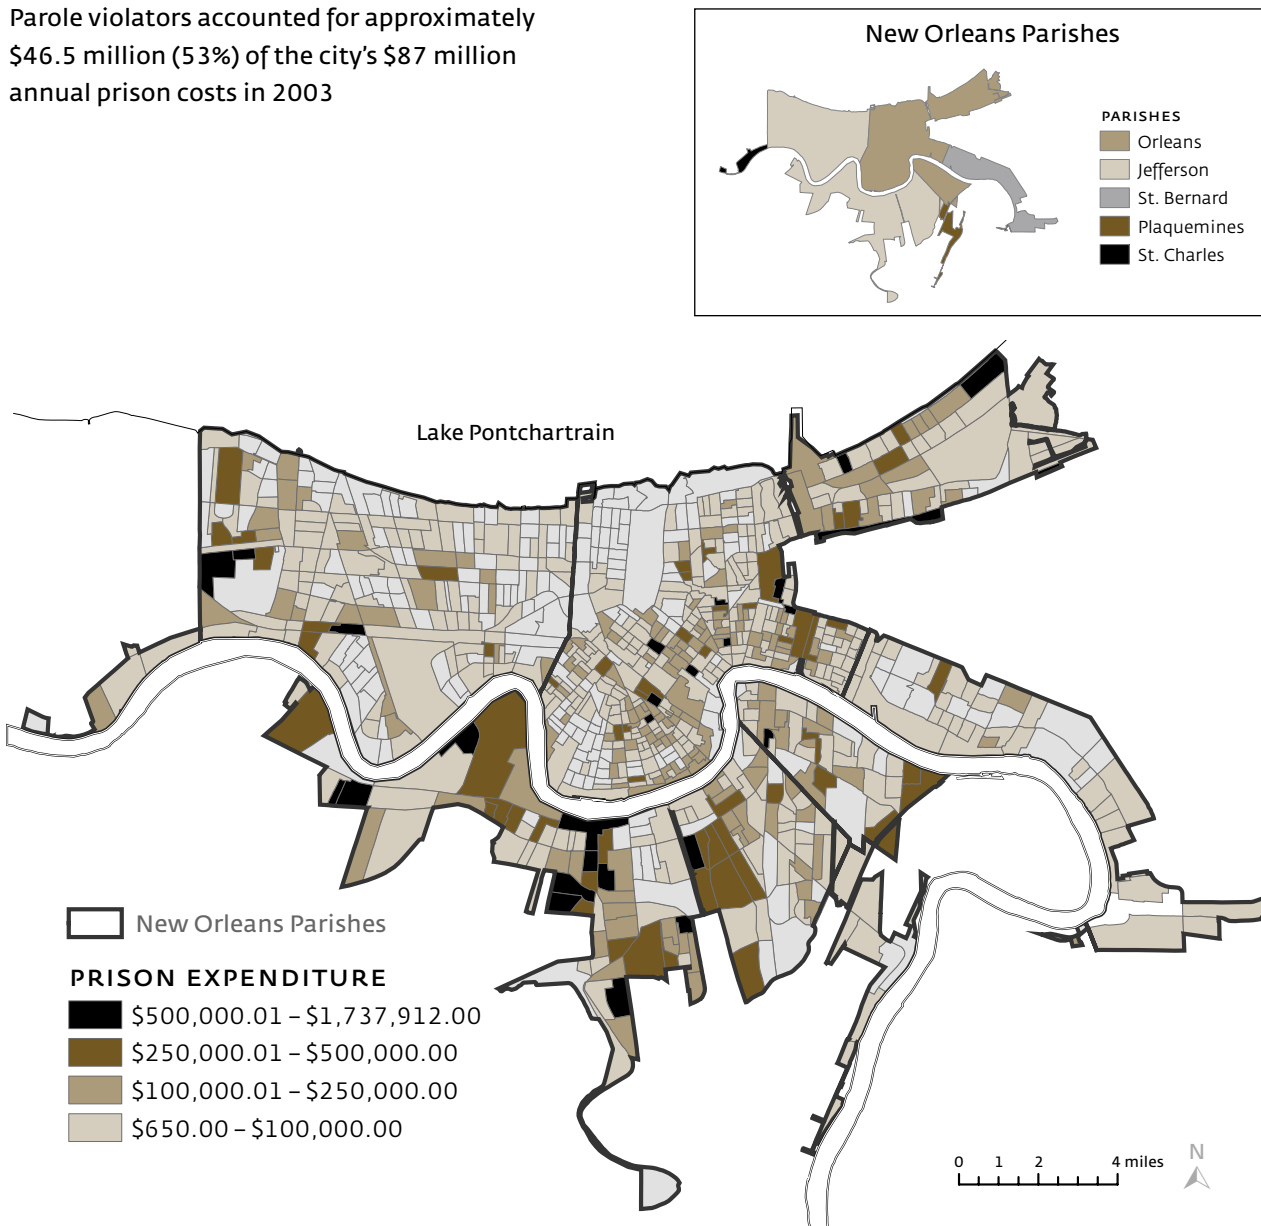 Parole violators accounted for approximately
$46.5 million (53%) of the city’s $87 million
annual prison costs in 2003
New Orleans Parishes
PARISHES
Orleans
Jefferson
St. Bernard
Plaquemines
St. Charles
Lake Pontchartrain
New Orleans Parishes
PRISON EXPENDITURE
$500,000.01 – $1,737,912.00
$250,000.01 – $500,000.00
$100,000.01 – $250,000.00
$650.00 – $100,000.00
0 1 2 4 miles
N